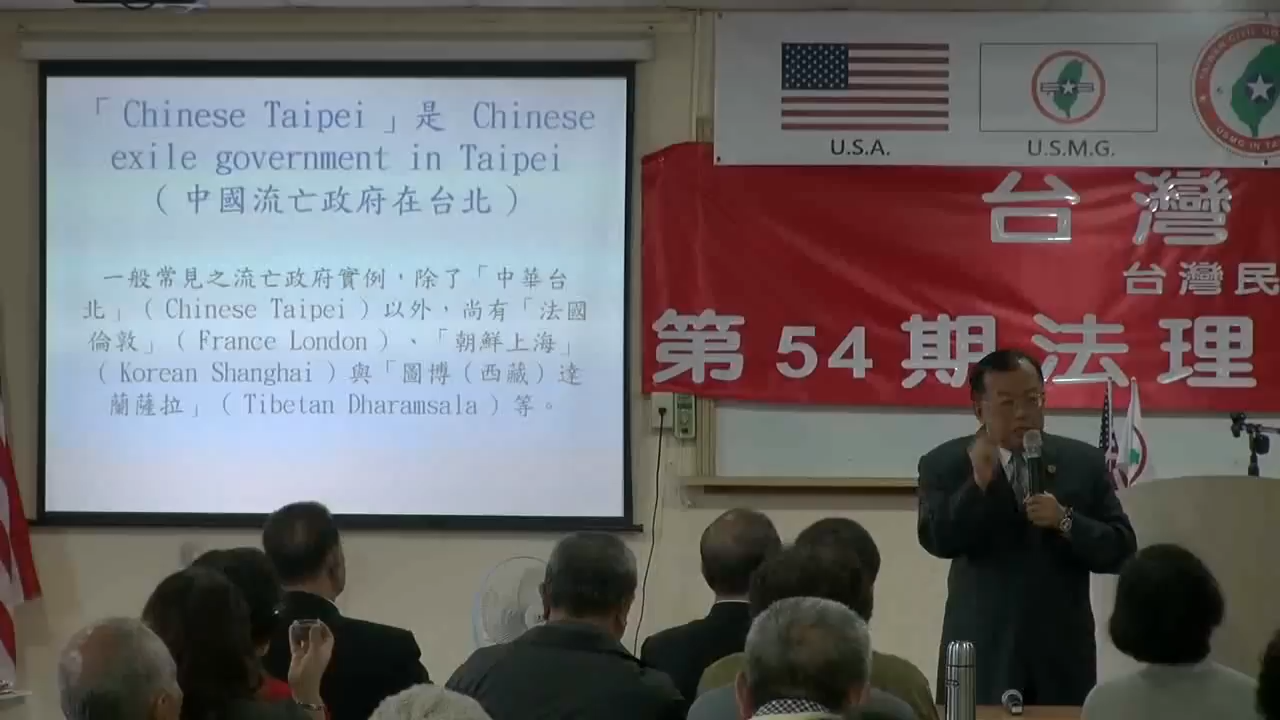 「Chinese Taipei」是 Chinese
exile government in Taipei
(中國流亡政府在台北)
一般常見之流亡政府實例，除了「中華台
北」(Chinese Taipei)以外，尚有「法國
倫敦」(France London)、「朝鮮上海」
(Korean Shanghai)與「圖博(西藏)達
蘭薩拉」(Tibetan Dharamsala)等。
U.S.A.
U.S.M.G.
台灣
台灣民
第54期法理